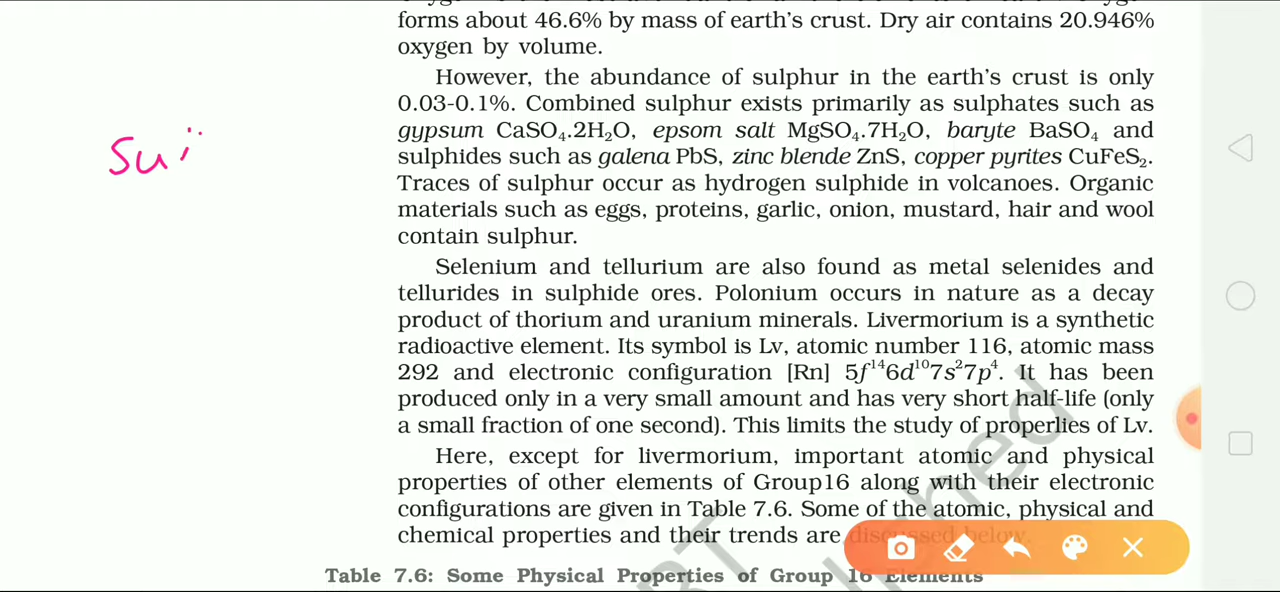 forms about 46.6% by mass of earth's crust. Dry air contains 20.946%
oxygen by volume.
However, the abundance of sulphur in the earth's crust is only
0.03-0.1%. Combined sulphur exists primarily as sulphates such as
gypsum CaSO₄.2H₂O, epsom salt MgSO₄.7H₂O, baryte BaSO₄ and
sulphides such as galena PbS, zinc blende ZnS, copper pyrites CuFeS₂.
Traces of sulphur occur as hydrogen sulphide in volcanoes. Organic
materials such as eggs, proteins, garlic, onion, mustard, hair and wool
contain sulphur.
Selenium and tellurium are also found as metal selenides and
tellurides in sulphide ores. Polonium occurs in nature as a decay
product of thorium and uranium minerals. Livermorium is a synthetic
radioactive element. Its symbol is Lv, atomic number 116, atomic mass
292 and electronic configuration [Rn] 5f¹⁴6d¹⁰7s²7p⁴. It has been
produced only in a very small amount and has very short half-life (only
a small fraction of one second). This limits the study of properlies of Lv.
Here, except for livermorium, important atomic and physical
properties of other elements of Group16 along with their electronic
configurations are given in Table 7.6. Some of the atomic, physical and
chemical properties and their trends are discussed below.
Table 7.6: Some Physical Properties of Group 16 Elements